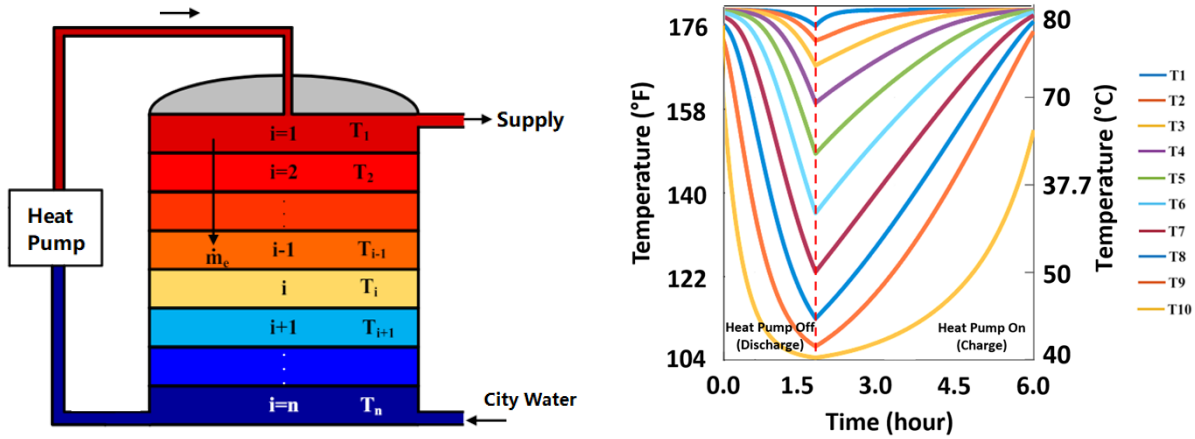 i=1 T1
Supply
i=2 T2
Heat
Pump
i-1 Ti-1
ṁe
i Ti
i+1 Ti+1
i=n Tn
City Water
176
158
140
122
104
Temperature (°F)
80
70
37.7
50
40
Temperature (°C)
Heat Pump Off
(Discharge)
Heat Pump On
(Charge)
0.0 1.5 3.0 4.5 6.0
Time (hour)
T1
T2
T3
T4
T5
T6
T7
T8
T9
T10